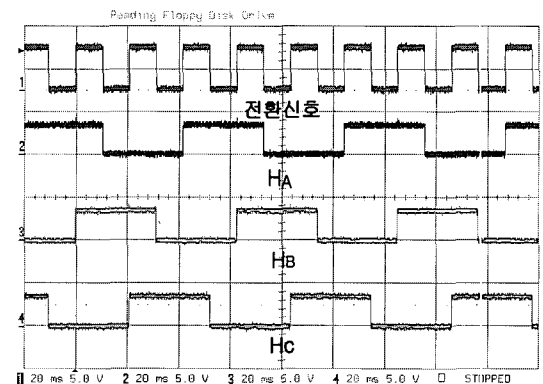 Reading Floppy Disk Drive
1
전환신호
2
HA
3
HB
4
HC
1 20 ms 5.0 V 2 20 ms 5.0 V 3 20 ms 5.0 V 4 20 ms 5.0 V STOPPED